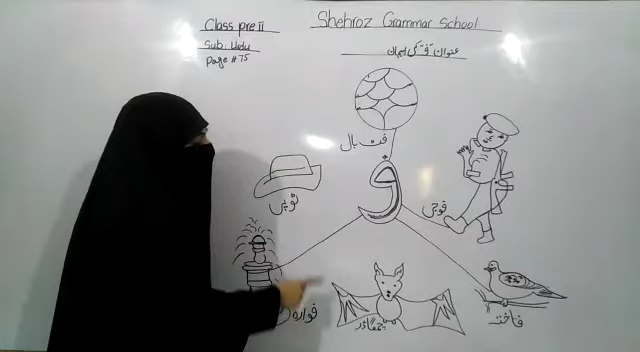 Class pre II
Shehroz Grammar School
Sub: Urdu
عنوان "ف" کی پہچان
Page # 75
فٹ بال
ف
ٹوپی
فوجی
فوارہ
چمگادڑ
فاختہ